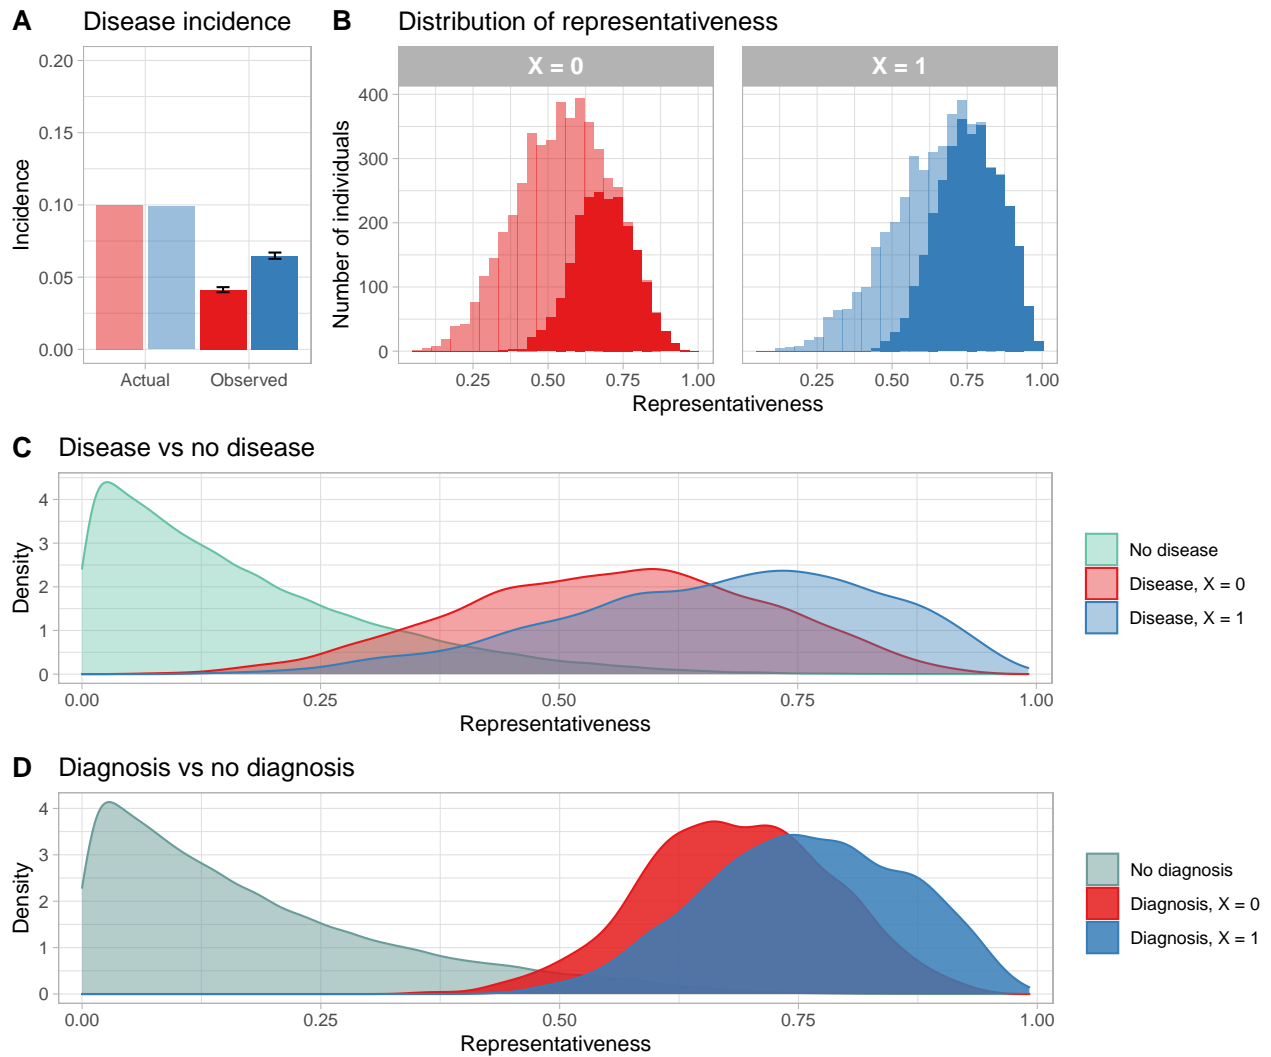 A Disease incidence
Incidence
0.20
0.15
0.10
0.05
0.00
Actual Observed
B Distribution of representativeness
X = 0 X = 1
Number of individuals
400
300
200
100
0
0.25 0.50 0.75 1.00 0.25 0.50 0.75 1.00
Representativeness
C Disease vs no disease
Density
4
3
2
1
0
0.00 0.25 0.50 0.75 1.00
Representativeness
No disease
Disease, X = 0
Disease, X = 1
D Diagnosis vs no diagnosis
Density
4
3
2
1
0
0.00 0.25 0.50 0.75 1.00
Representativeness
No diagnosis
Diagnosis, X = 0
Diagnosis, X = 1